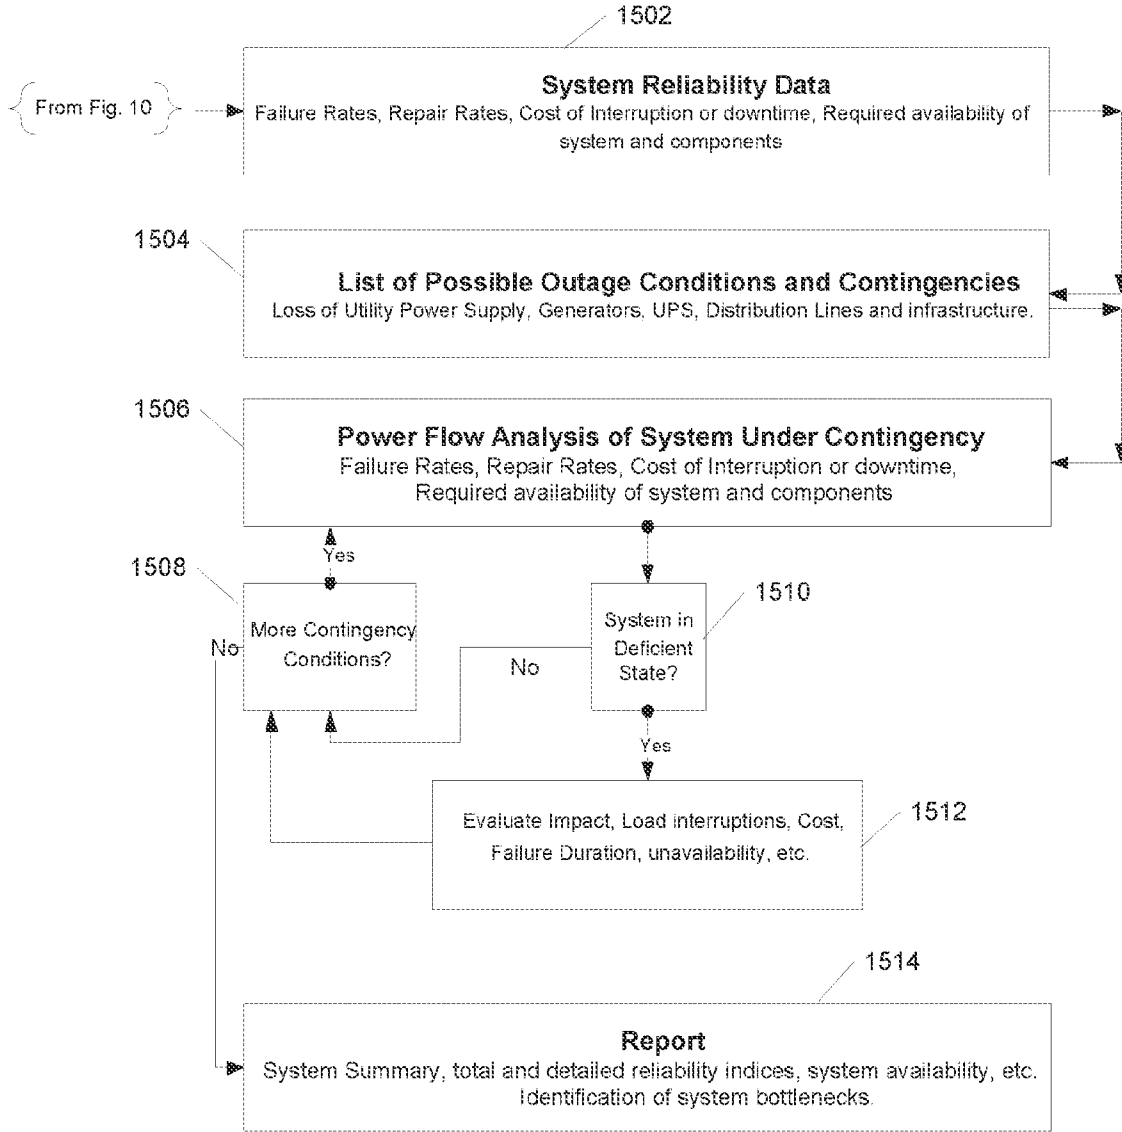 1502
System Reliability Data
From Fig. 10
Failure Rates, Repair Rates, Cost of Interruption or downtime, Required availability of
system and components
1504
List of Possible Outage Conditions and Contingencies
Loss of Utility Power Supply, Generators, UPS, Distribution Lines and infrastructure.
1506
Power Flow Analysis of System Under Contingency
Failure Rates, Repair Rates, Cost of Interruption or downtime,
Required availability of system and components
Yes
1508
1510
More Contingency
Conditions?
No
System in
Deficient
State?
No
Yes
1512
Evaluate Impact, Load interruptions, Cost,
Failure Duration, unavailability, etc.
1514
Report
System Summary, total and detailed reliability indices, system availability, etc.
Identification of system bottlenecks.